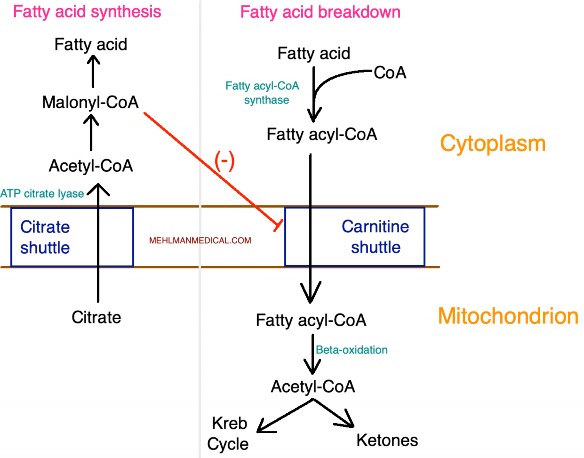 Fatty acid synthesis
Fatty acid
Malonyl-CoA
Acetyl-CoA
ATP citrate lyase
Citrate
shuttle
Citrate
(-)
MEHLMANMEDICAL.COM
Fatty acid breakdown
Fatty acid
CoA
Fatty acyl-CoA
synthase
Fatty acyl-CoA
Carnitine
shuttle
Fatty acyl-CoA
Beta-oxidation
Acetyl-CoA
Kreb
Cycle
Ketones
Cytoplasm
Mitochondrion